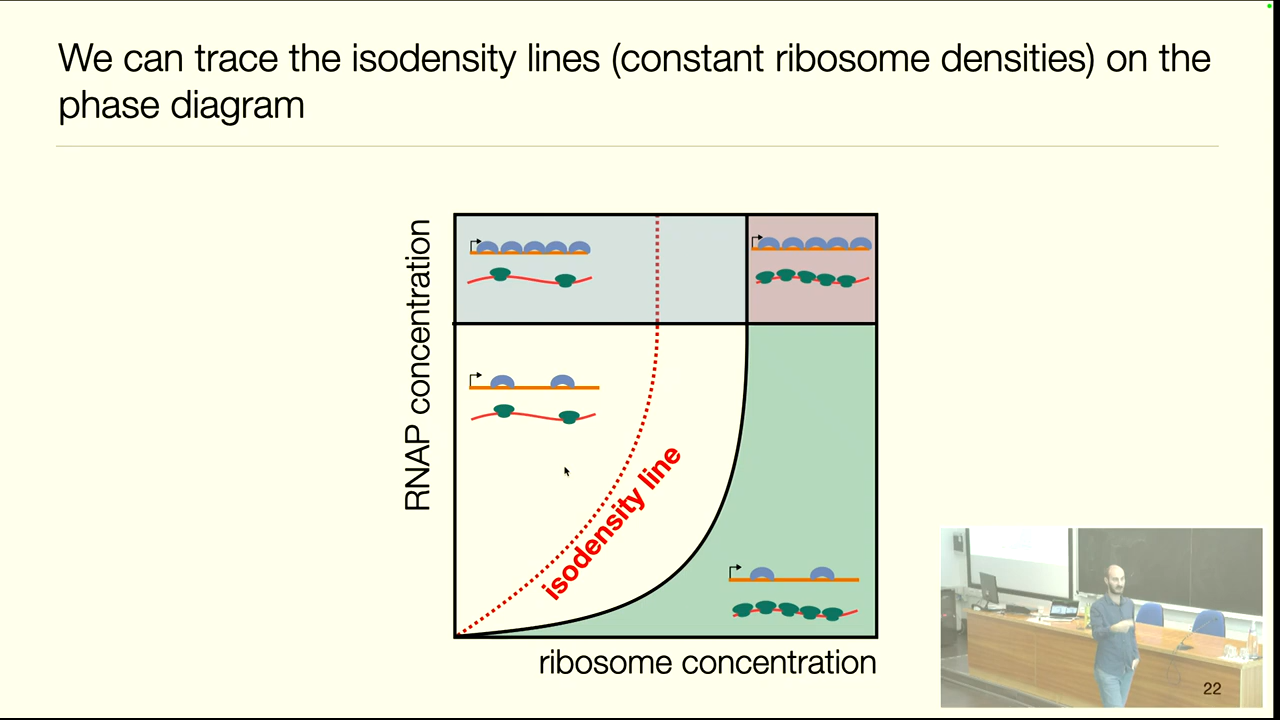 We can trace the isodensity lines (constant ribosome densities) on the
phase diagram
RNAP concentration
isodensity line
ribosome concentration
22